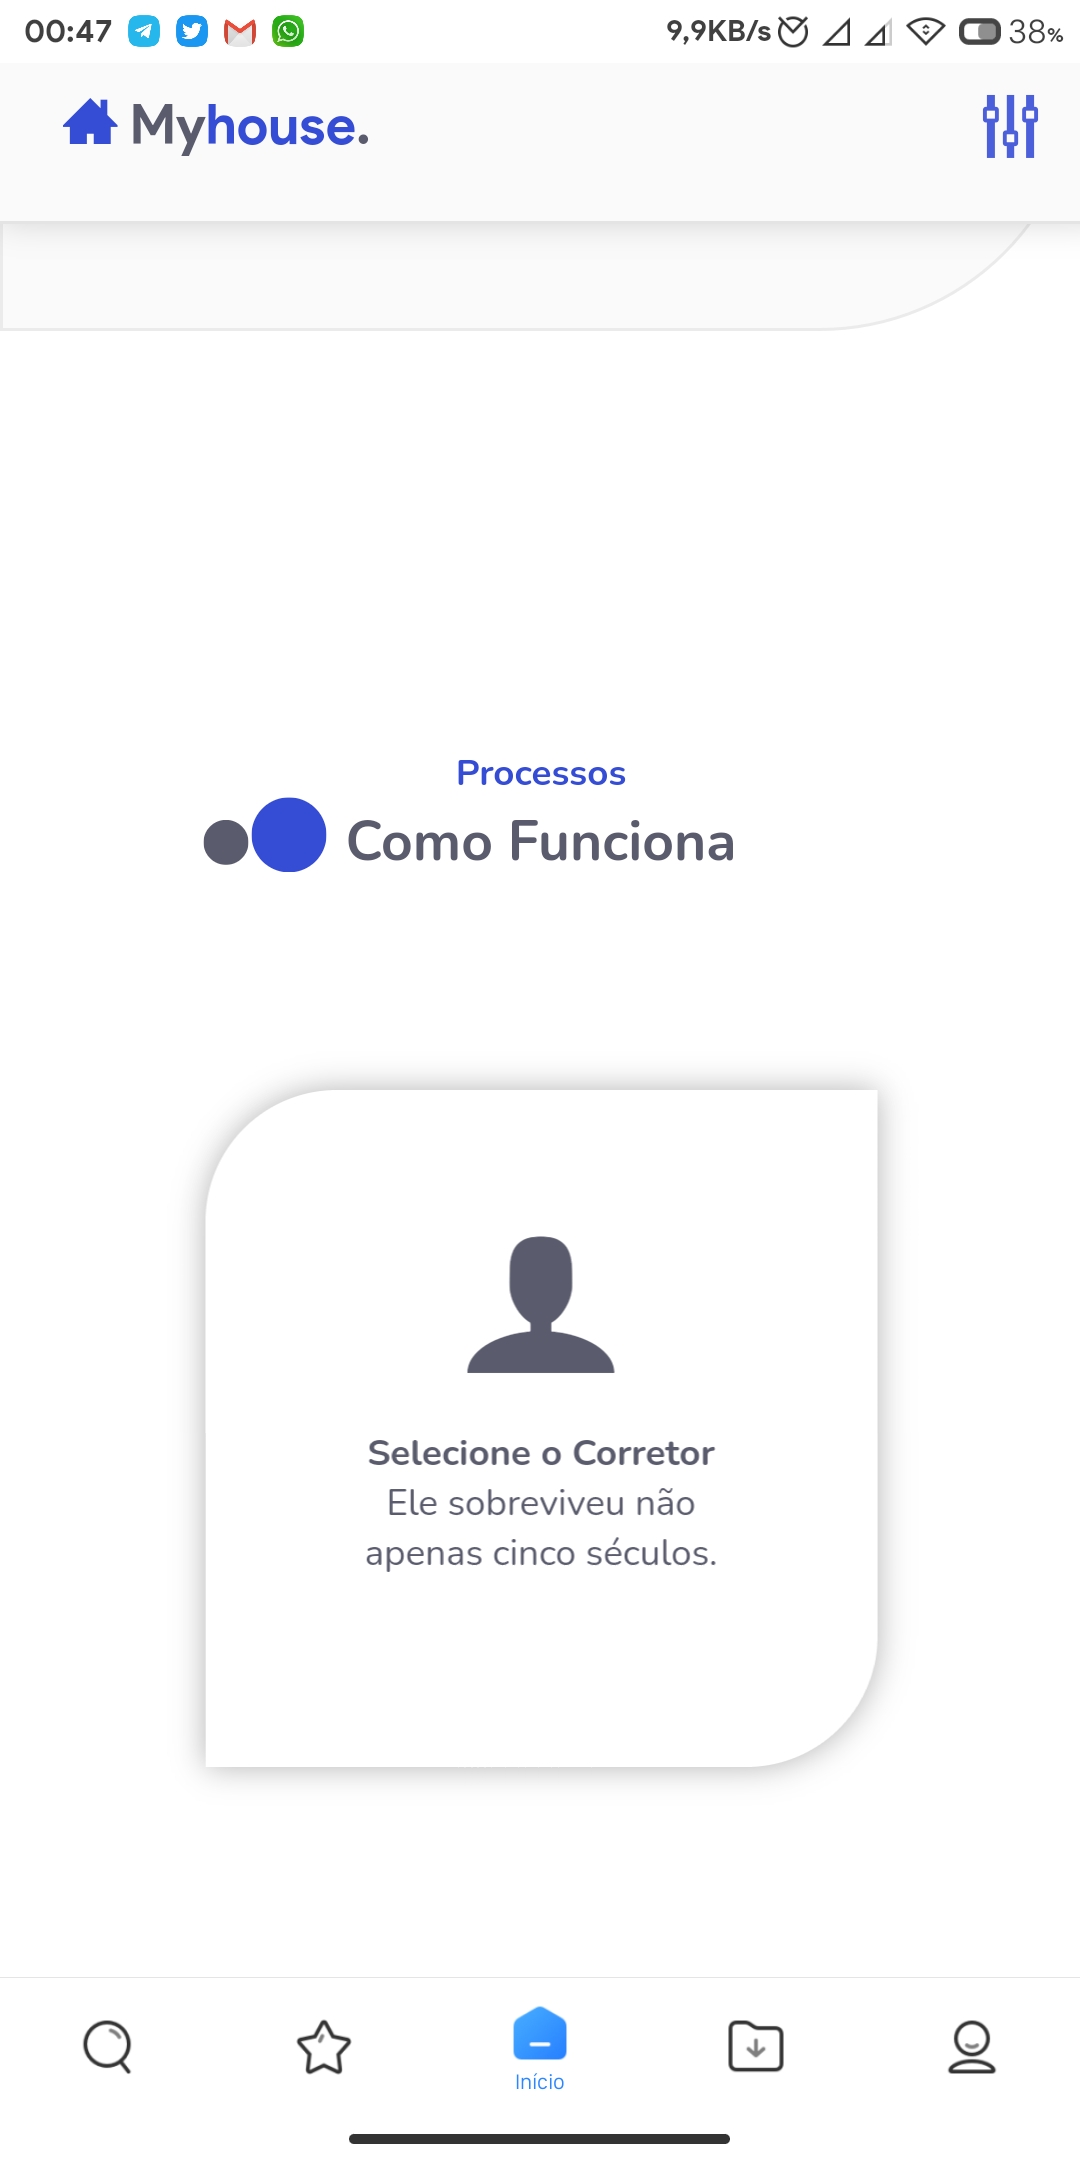 00:47 9,9KB/s 38%
Myhouse.
Processos
Como Funciona
Selecione o Corretor
Ele sobreviveu não
apenas cinco séculos.
Início